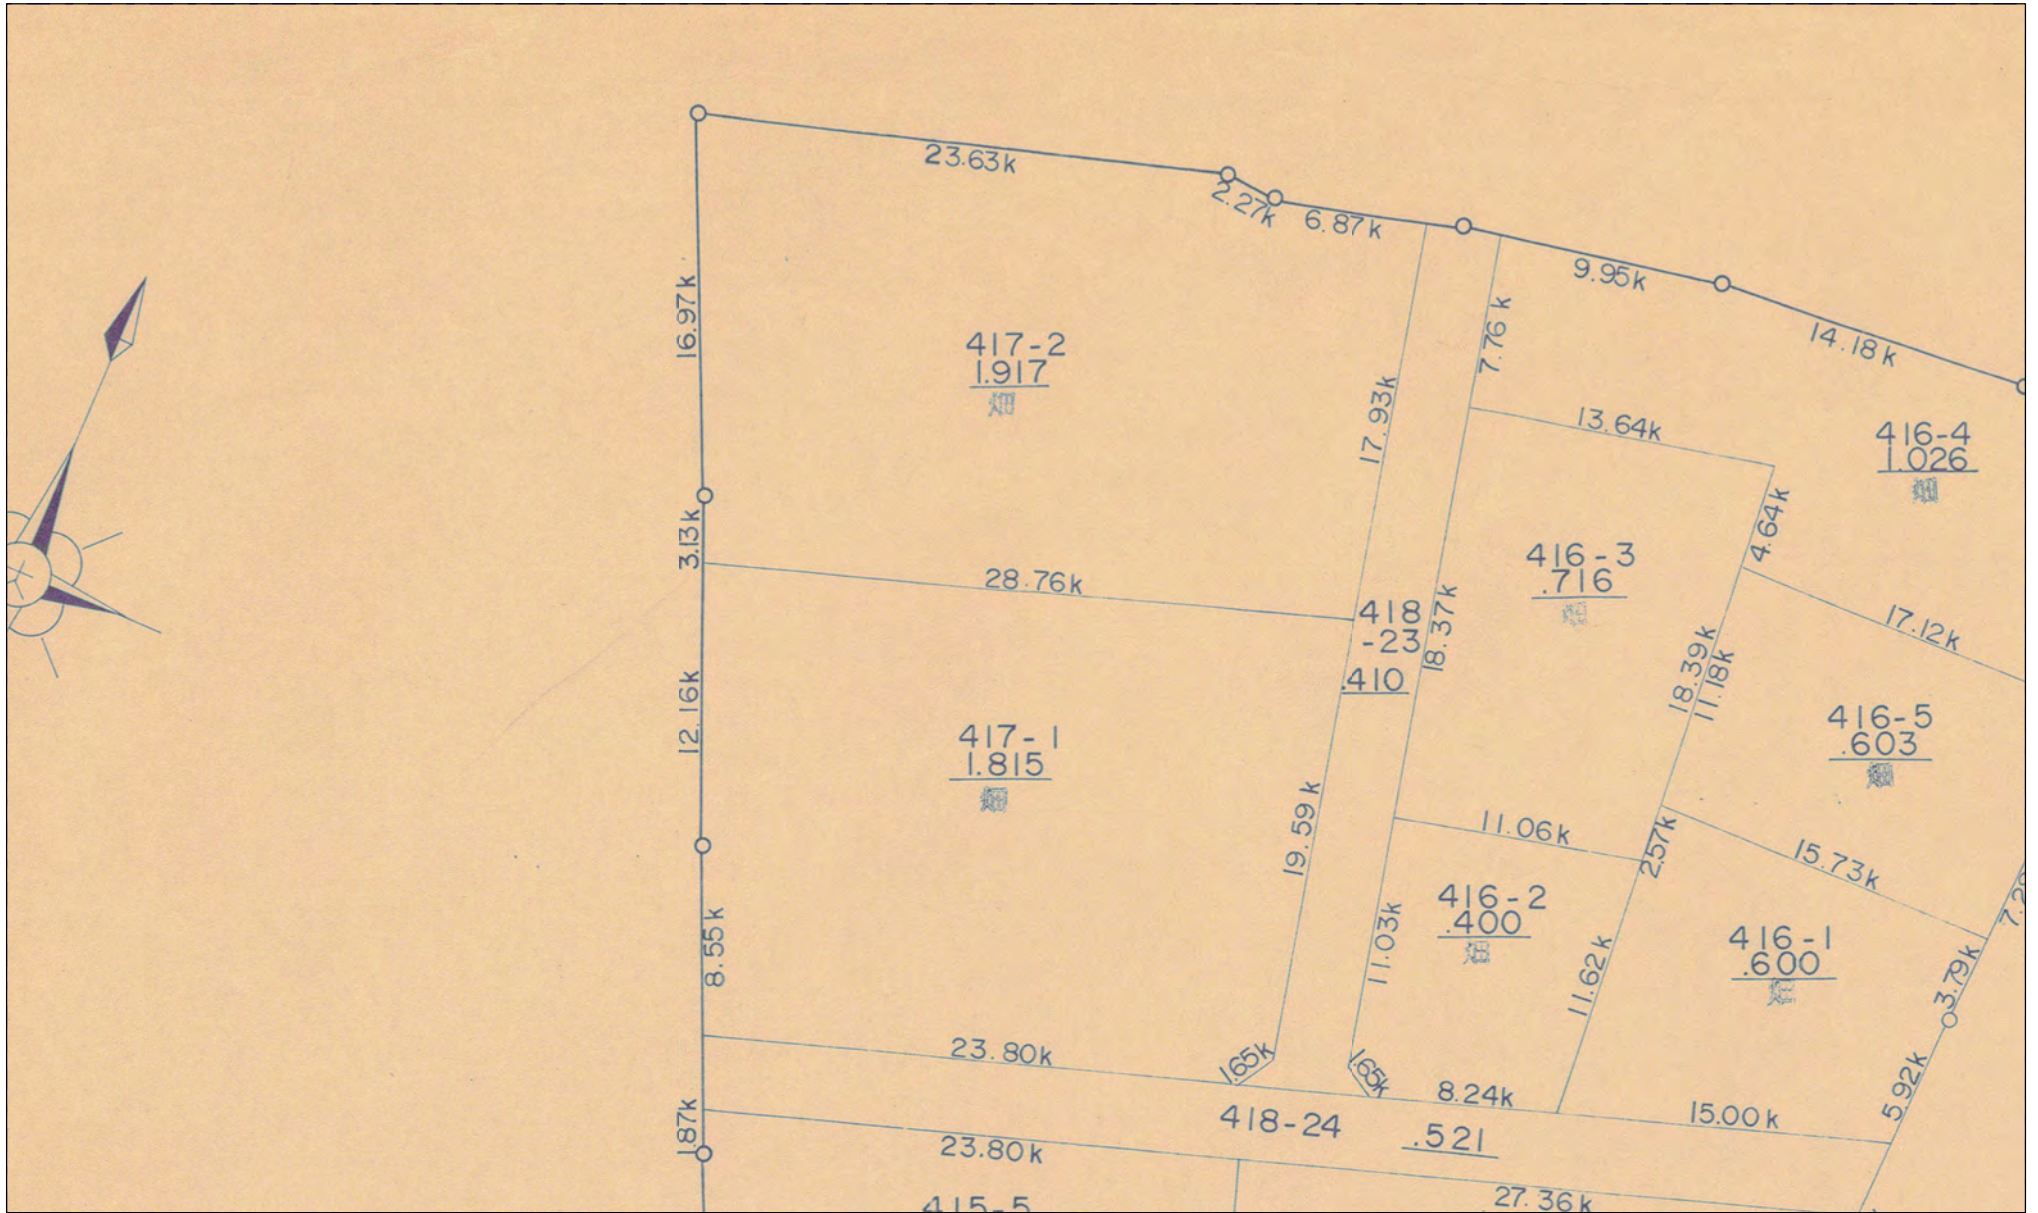 23.63k
2.27k
6.87k
9.95k
14.18k
16.97k
417-2
1.917
畑
17.93k
7.76k
13.64k
416-4
1.026
畑
4.64k
3.13k
28.76k
418
-23
.410
18.37k
416-3
.716
畑
17.12k
18.39k
11.18k
12.16k
417-1
1.815
畑
416-5
.603
畑
19.59k
11.06k
2.57k
15.73k
8.55k
11.03k
416-2
.400
畑
11.62k
416-1
.600
畑
3.79k
23.80k
1.65k
1.65k
8.24k
15.00k
5.92k
1.87k
418-24
.521
23.80k
27.36k
415-5